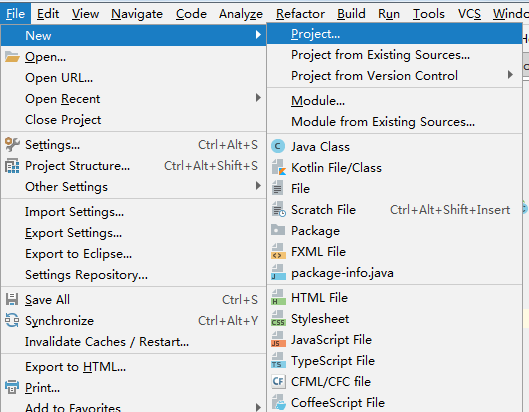 File Edit View Navigate Code Analyze Refactor Build Run Tools VCS
New
Open...
Open URL...
Open Recent
Close Project
Settings... Ctrl+Alt+S
Project Structure... Ctrl+Alt+Shift+S
Other Settings
Import Settings...
Export Settings...
Export to Eclipse...
Settings Repository...
Save All Ctrl+S
Synchronize Ctrl+Alt+Y
Invalidate Caches / Restart...
Export to HTML...
Print...
Add to Favorites
Project...
Project from Existing Sources...
Project from Version Control
Module...
Module from Existing Sources...
Java Class
Kotlin File/Class
File
Scratch File Ctrl+Alt+Shift+Insert
Package
FXML File
package-info.java
HTML File
Stylesheet
JavaScript File
TypeScript File
CFML/CFC file
CoffeeScript File